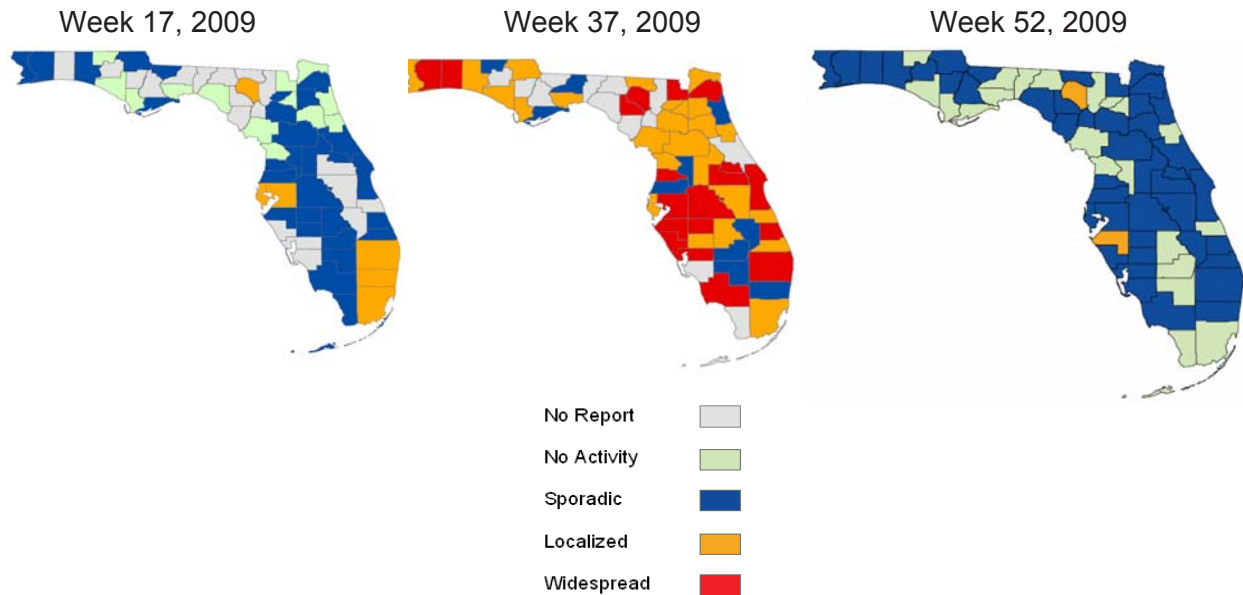 Week 17, 2009
Week 37, 2009
Week 52, 2009
No Report
No Activity
Sporadic
Localized
Widespread